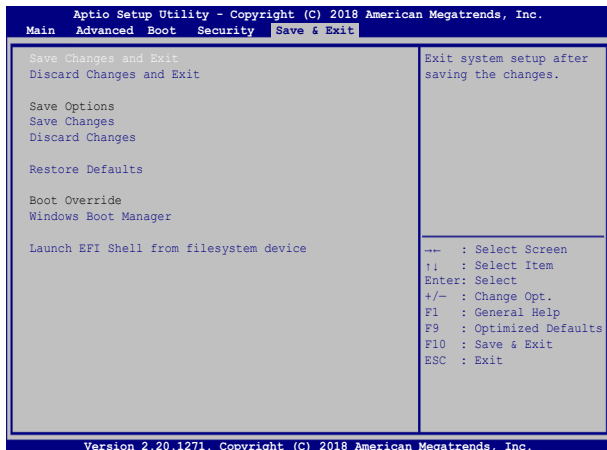 Aptio Setup Utility - Copyright (C) 2018 American Megatrends, Inc.
Main Advanced Boot Security Save & Exit
Save Changes and Exit
Discard Changes and Exit
Save Options
Save Changes
Discard Changes
Restore Defaults
Boot Override
Windows Boot Manager
Launch EFI Shell from filesystem device
Exit system setup after
saving the changes.
→← : Select Screen
↑↓ : Select Item
Enter: Select
+/— : Change Opt.
F1 : General Help
F9 : Optimized Defaults
F10 : Save & Exit
ESC : Exit
Version 2.20.1271. Copyright (C) 2018 American Megatrends, Inc.